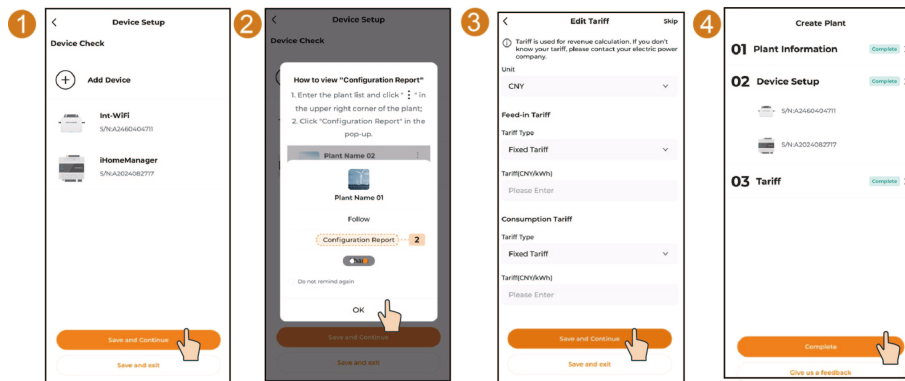 1
Device Setup
Device Check
Add Device
Int-WiFi
S/N:A2460404711
iHomeManager
S/N:A2024082717
Save and Continue
Save and exit
2
Device Setup
Device Check
How to view "Configuration Report"
1. Enter the plant list and click " ⋮ " in
the upper right corner of the plant;
2. Click "Configuration Report" in the
pop-up.
Plant Name 02
Plant Name 01
Follow
Configuration Report
2
Do not remind again
OK
Save and Continue
Save and exit
3
Edit Tariff
Skip
Tariff is used for revenue calculation. If you don't
know your tariff, please contact your electric power
company.
Unit
CNY
Feed-in Tariff
Tariff Type
Fixed Tariff
Tariff(CNY/kWh)
Please Enter
Consumption Tariff
Tariff Type
Fixed Tariff
Tariff(CNY/kWh)
Please Enter
Save and Continue
Save and exit
4
Create Plant
01 Plant Information
Complete
02 Device Setup
Complete
S/N:A2460404711
S/N:A2024082717
03 Tariff
Complete
Complete
Give us a feedback